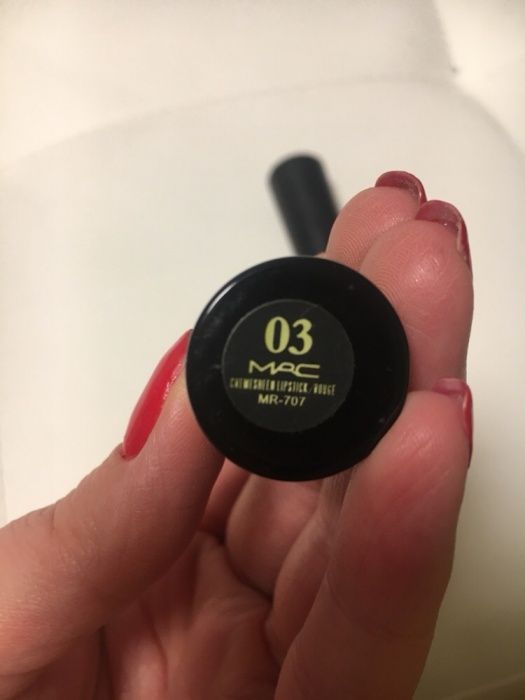 03
MAC
CREMESHEEN LIPSTICK/ROUGE
MR-707